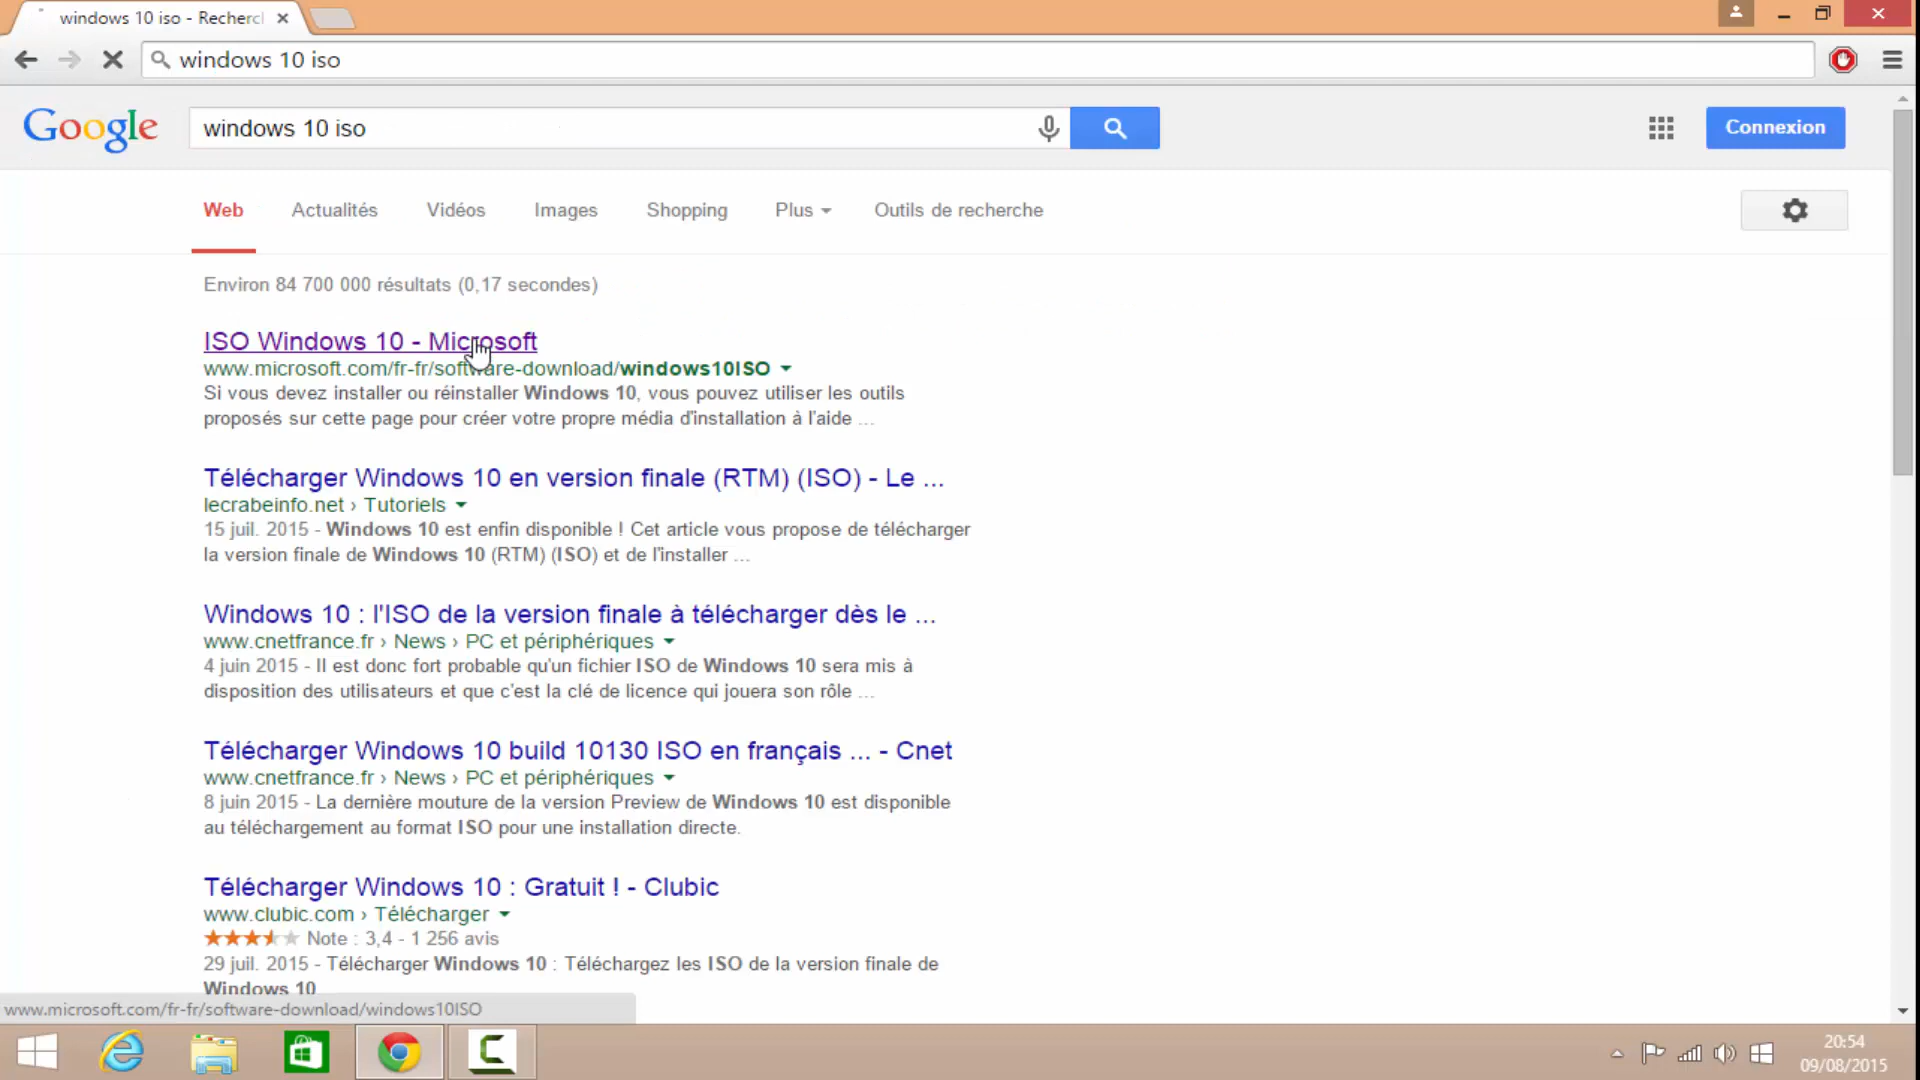 windows 10 iso - Recherc
windows 10 iso
Google
windows 10 iso
Connexion
Web Actualités Vidéos Images Shopping Plus Outils de recherche
Environ 84 700 000 résultats (0,17 secondes)
ISO Windows 10 - Microsoft
www.microsoft.com/fr-fr/software-download/windows10ISO
Si vous devez installer ou réinstaller Windows 10, vous pouvez utiliser les outils
proposés sur cette page pour créer votre propre média d'installation à l'aide ...
Télécharger Windows 10 en version finale (RTM) (ISO) - Le ...
lecrabeinfo.net › Tutoriels
15 juil. 2015 - Windows 10 est enfin disponible ! Cet article vous propose de télécharger
la version finale de Windows 10 (RTM) (ISO) et de l'installer ...
Windows 10 : l'ISO de la version finale à télécharger dès le ...
www.cnetfrance.fr › News › PC et périphériques
4 juin 2015 - Il est donc fort probable qu'un fichier ISO de Windows 10 sera mis à
disposition des utilisateurs et que c'est la clé de licence qui jouera son rôle ...
Télécharger Windows 10 build 10130 ISO en français ... - Cnet
www.cnetfrance.fr › News › PC et périphériques
8 juin 2015 - La dernière mouture de la version Preview de Windows 10 est disponible
au téléchargement au format ISO pour une installation directe.
Télécharger Windows 10 : Gratuit ! - Clubic
www.clubic.com › Télécharger
Note : 3,4 - 1 256 avis
29 juil. 2015 - Télécharger Windows 10 : Téléchargez les ISO de la version finale de
Windows 10
www.microsoft.com/fr-fr/software-download/windows10ISO
20:54
09/08/2015